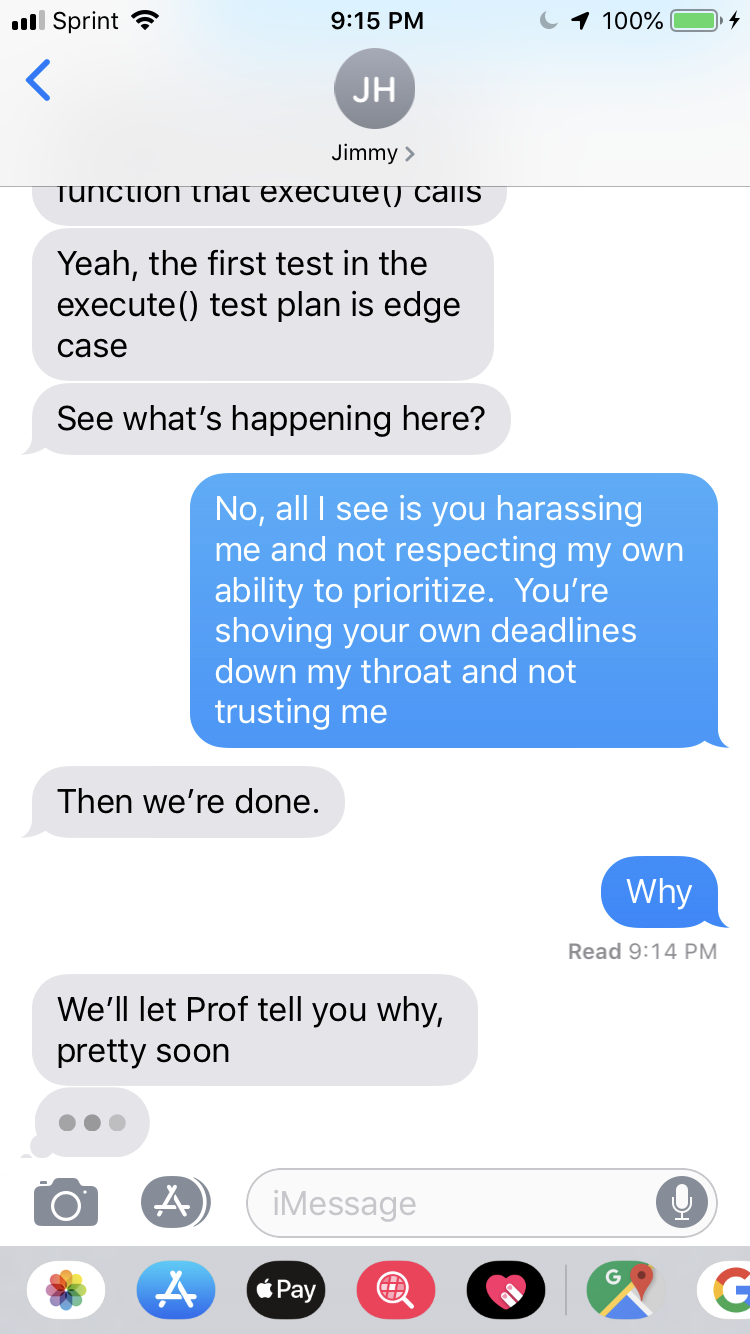 Sprint 9:15 PM 100%
JH
Jimmy
function that execute() calls
Yeah, the first test in the
execute() test plan is edge
case
See what’s happening here?
No, all I see is you harassing
me and not respecting my own
ability to prioritize.  You’re
shoving your own deadlines
down my throat and not
trusting me
Then we’re done.
Why
Read 9:14 PM
We’ll let Prof tell you why,
pretty soon
iMessage
Pay
G G